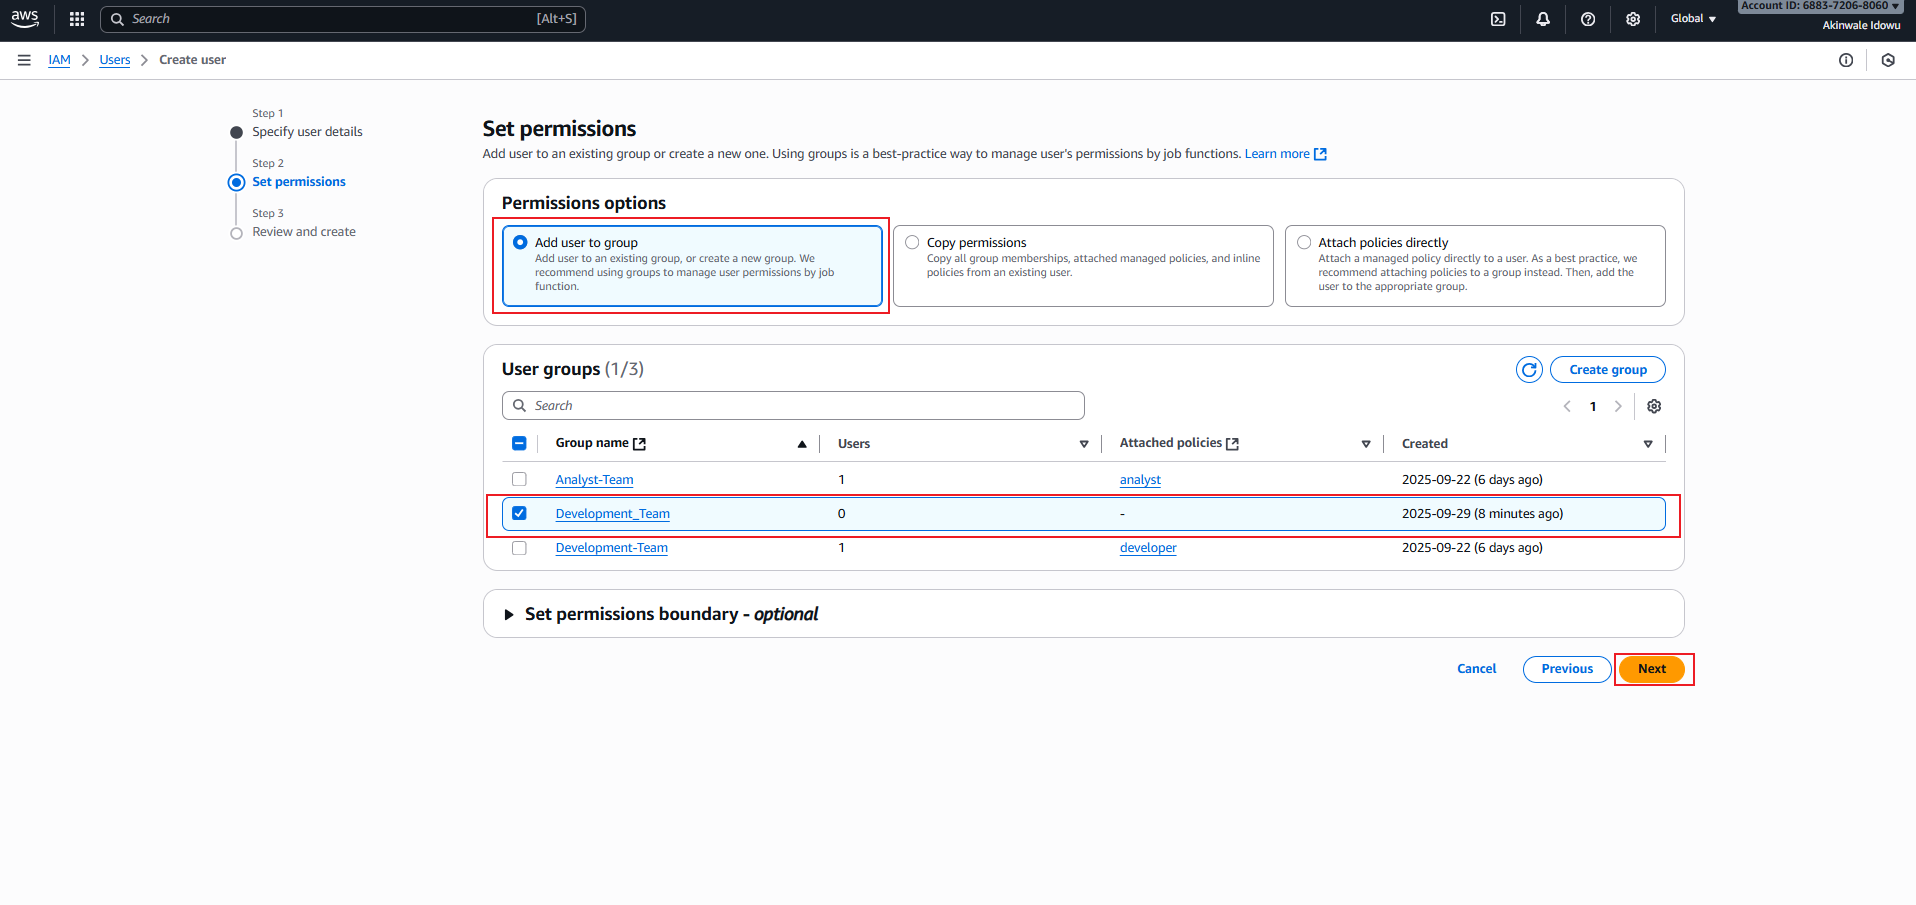 aws
Search
[Alt+S]
Global
Account ID: 6883-7206-8060
Akinwale Idowu
IAM
Users
Create user
Step 1
Specify user details
Step 2
Set permissions
Step 3
Review and create
Set permissions
Add user to an existing group or create a new one. Using groups is a best-practice way to manage user's permissions by job functions. Learn more
Permissions options
Add user to group
Add user to an existing group, or create a new group. We
recommend using groups to manage user permissions by job
function.
Copy permissions
Copy all group memberships, attached managed policies, and inline
policies from an existing user.
Attach policies directly
Attach a managed policy directly to a user. As a best practice, we
recommend attaching policies to a group instead. Then, add the
user to the appropriate group.
User groups (1/3)
Create group
Search
1
Group name Users Attached policies Created
Analyst-Team 1 analyst 2025-09-22 (6 days ago)
Development_Team 0 - 2025-09-29 (8 minutes ago)
Development-Team 1 developer 2025-09-22 (6 days ago)
Set permissions boundary - optional
Cancel
Previous
Next